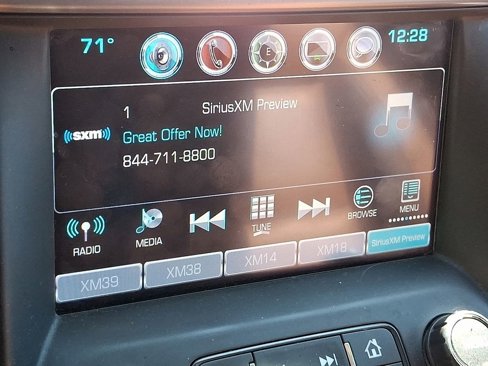 71° 12:28
E
1 SiriusXM Preview
((sxm))
Great Offer Now!
844-711-8800
RADIO MEDIA TUNE BROWSE MENU
XM39 XM38 XM14 XM18 SiriusXM Preview